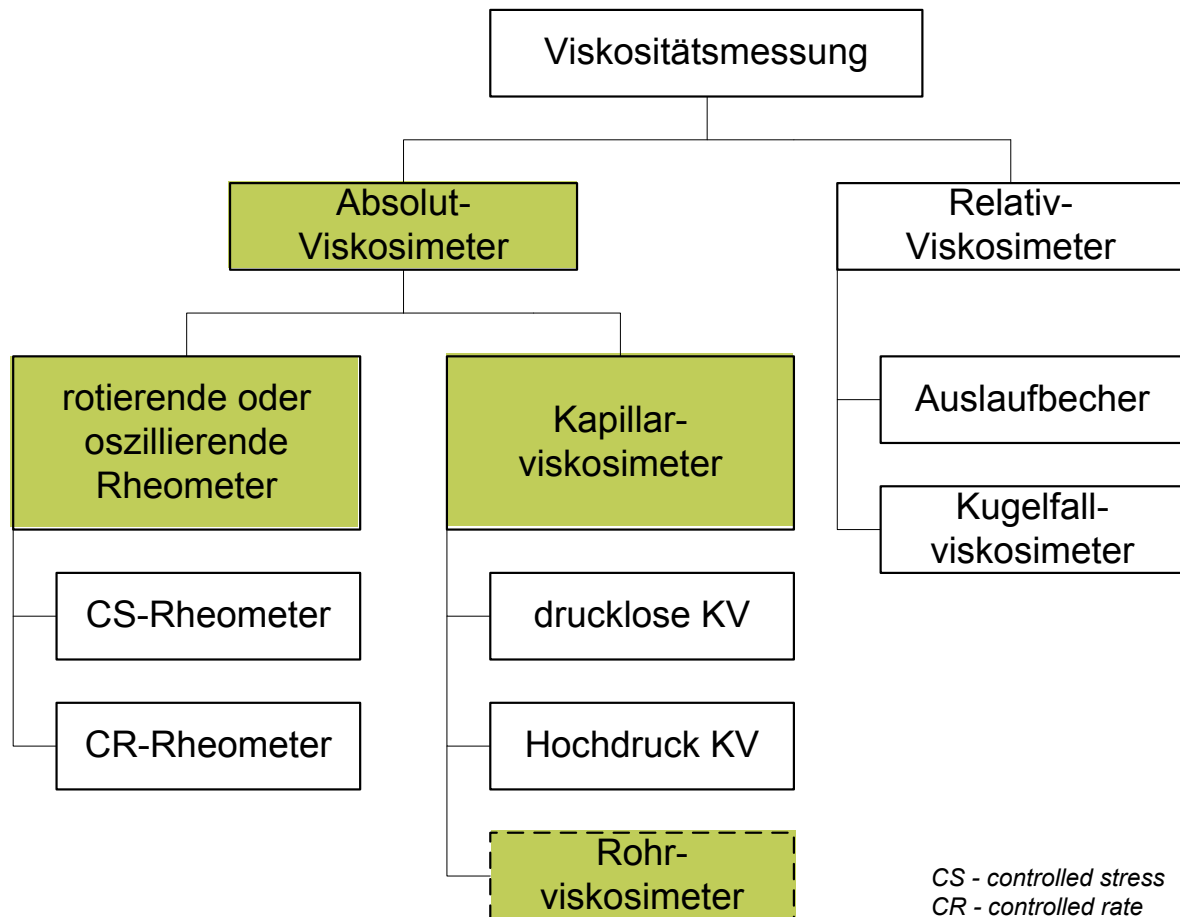 Viskositätsmessung
Absolut-
Viskosimeter
Relativ-
Viskosimeter
rotierende oder
oszillierende
Rheometer
Kapillar-
viskosimeter
Auslaufbecher
Kugelfall-
viskosimeter
CS-Rheometer
drucklose KV
CR-Rheometer
Hochdruck KV
Rohr-
viskosimeter
CS - controlled stress
CR - controlled rate